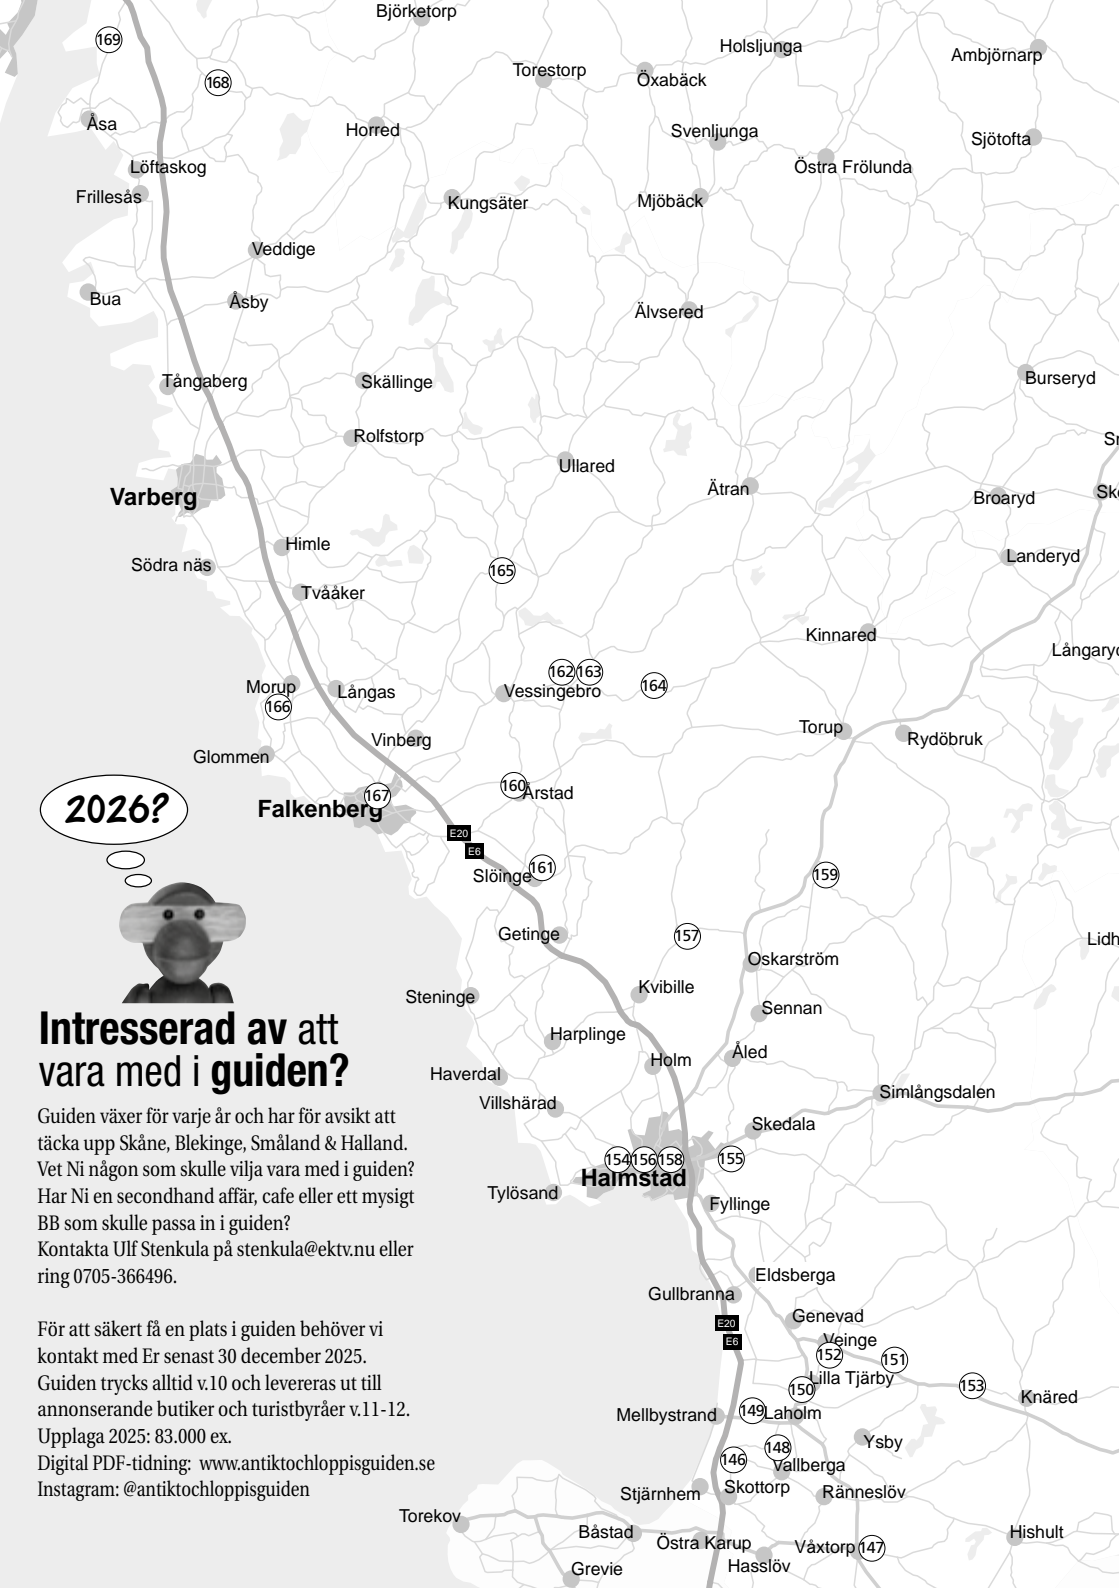 Björketorp
169
Holsljunga
Ambjörnarp
168
Torestorp
Öxabäck
Åsa
Horred
Svenljunga
Sjötofta
Löftaskog
Östra Frölunda
Frillesås
Kungsäter
Mjöbäck
Veddige
Bua
Åsby
Älvsered
Tångaberg
Skällinge
Burseryd
Rolfstorp
Ullared
Ätran
Broaryd
Varberg
Himle
Landeryd
Södra näs
165
Tvååker
Kinnared
Långaryd
162 163
164
Morup
Långas
Vessingebro
166
Vinberg
Torup
Rydöbruk
Glommen
160
Årstad
167
Falkenberg
E20
E6
161
Slöinge
159
Getinge
157
Lidh
Oskarström
Kvibille
Steninge
Sennan
Harplinge
Holm
Åled
Haverdal
Simlångsdalen
Villshärad
Skedala
154 156 158
155
Halmstad
Tylösand
Fyllinge
Eldsberga
Gullbranna
Genevad
E20
E6
Veinge
152
151
Lilla Tjärby
150
153
Knäred
149
Laholm
Mellbystrand
148
Ysby
146
Vallberga
Skottorp
Stjärnhem
Ränneslöv
Torekov
Båstad
Östra Karup
Våxtorp
147
Hishult
Hasslöv
Grevie
2026?
Intresserad av att
vara med i guiden?
Guiden växer för varje år och har för avsikt att
täcka upp Skåne, Blekinge, Småland & Halland.
Vet Ni någon som skulle vilja vara med i guiden?
Har Ni en secondhand affär, cafe eller ett mysigt
BB som skulle passa in i guiden?
Kontakta Ulf Stenkula på stenkula@ektv.nu eller
ring 0705-366496.
För att säkert få en plats i guiden behöver vi
kontakt med Er senast 30 december 2025.
Guiden trycks alltid v.10 och levereras ut till
annonserande butiker och turistbyråer v.11-12.
Upplaga 2025: 83.000 ex.
Digital PDF-tidning: www.antiktochloppisguiden.se
Instagram: @antiktochloppisguiden